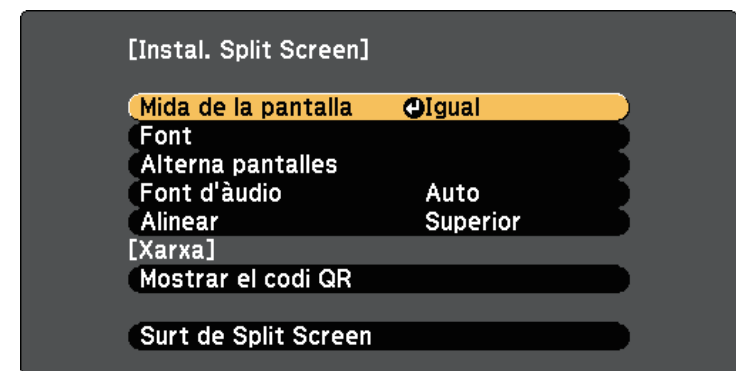 [Instal. Split Screen]
Mida de la pantalla Igual
Font
Alterna pantalles
Font d'àudio Auto
Alinear Superior
[Xarxa]
Mostrar el codi QR
Surt de Split Screen